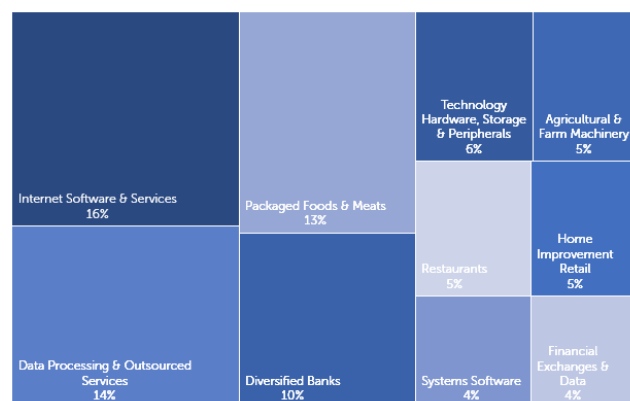 Internet Software & Services
16%
Data Processing & Outsourced
Services
14%
Packaged Foods & Meats
13%
Diversified Banks
10%
Technology
Hardware, Storage
& Peripherals
6%
Agricultural &
Farm Machinery
5%
Restaurants
5%
Home
Improvement
Retail
5%
Systems Software
4%
Financial
Exchanges &
Data
4%